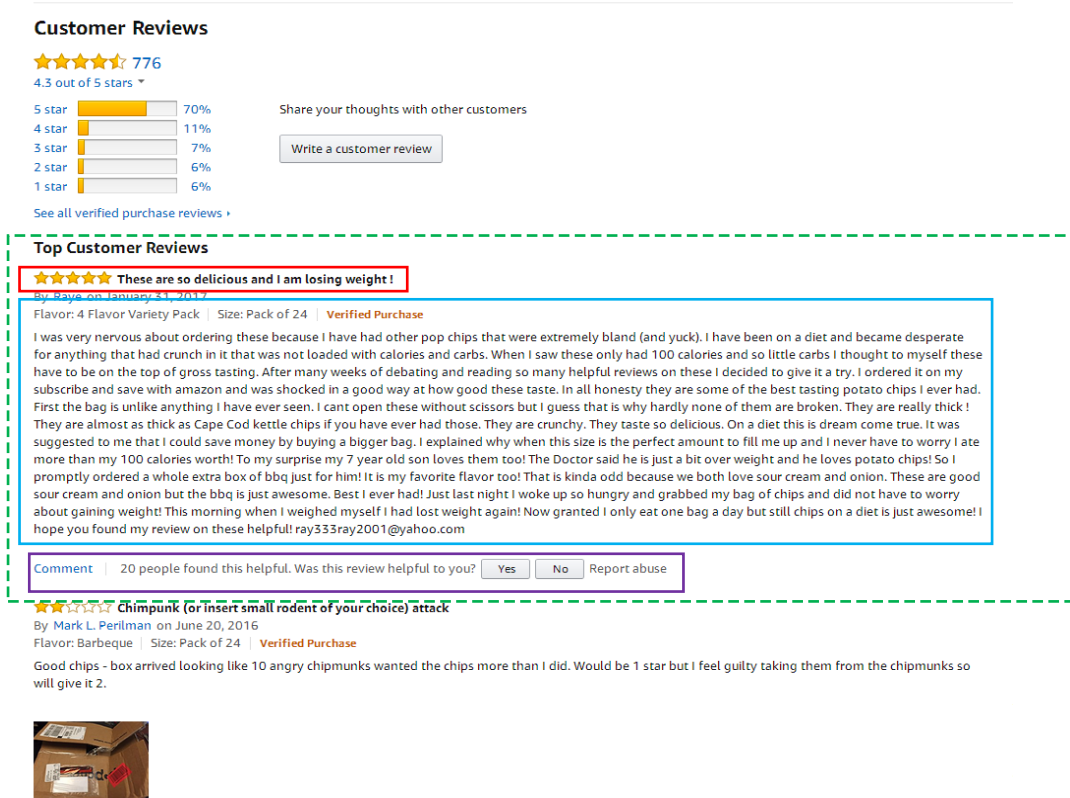 Customer Reviews
776
4.3 out of 5 stars
5 star 70%
4 star 11%
3 star 7%
2 star 6%
1 star 6%
Share your thoughts with other customers
Write a customer review
See all verified purchase reviews
Top Customer Reviews
These are so delicious and I am losing weight !
By Raye on January 31, 2017
Flavor: 4 Flavor Variety Pack | Size: Pack of 24 | Verified Purchase
I was very nervous about ordering these because I have had other pop chips that were extremely bland (and yuck). I have been on a diet and became desperate
for anything that had crunch in it that was not loaded with calories and carbs. When I saw these only had 100 calories and so little carbs I thought to myself these
have to be on the top of gross tasting. After many weeks of debating and reading so many helpful reviews on these I decided to give it a try. I ordered it on my
subscribe and save with amazon and was shocked in a good way at how good these taste. In all honesty they are some of the best tasting potato chips I ever had.
First the bag is unlike anything I have ever seen. I cant open these without scissors but I guess that is why hardly none of them are broken. They are really thick !
They are almost as thick as Cape Cod kettle chips if you have ever had those. They are crunchy. They taste so delicious. On a diet this is dream come true. It was
suggested to me that I could save money by buying a bigger bag. I explained why when this size is the perfect amount to fill me up and I never have to worry I ate
more than my 100 calories worth! To my surprise my 7 year old son loves them too! The Doctor said he is just a bit over weight and he loves potato chips! So I
promptly ordered a whole extra box of bbq just for him! It is my favorite flavor too! That is kinda odd because we both love sour cream and onion. These are good
sour cream and onion but the bbq is just awesome. Best I ever had! Just last night I woke up so hungry and grabbed my bag of chips and did not have to worry
about gaining weight! This morning when I weighed myself I had lost weight again! Now granted I only eat one bag a day but still chips on a diet is just awesome! I
hope you found my review on these helpful! ray333ray2001@yahoo.com
Comment | 20 people found this helpful. Was this review helpful to you? Yes No Report abuse
Chimpunk (or insert small rodent of your choice) attack
By Mark L. Perilman on June 20, 2016
Flavor: Barbeque | Size: Pack of 24 | Verified Purchase
Good chips - box arrived looking like 10 angry chipmunks wanted the chips more than I did. Would be 1 star but I feel guilty taking them from the chipmunks so
will give it 2.